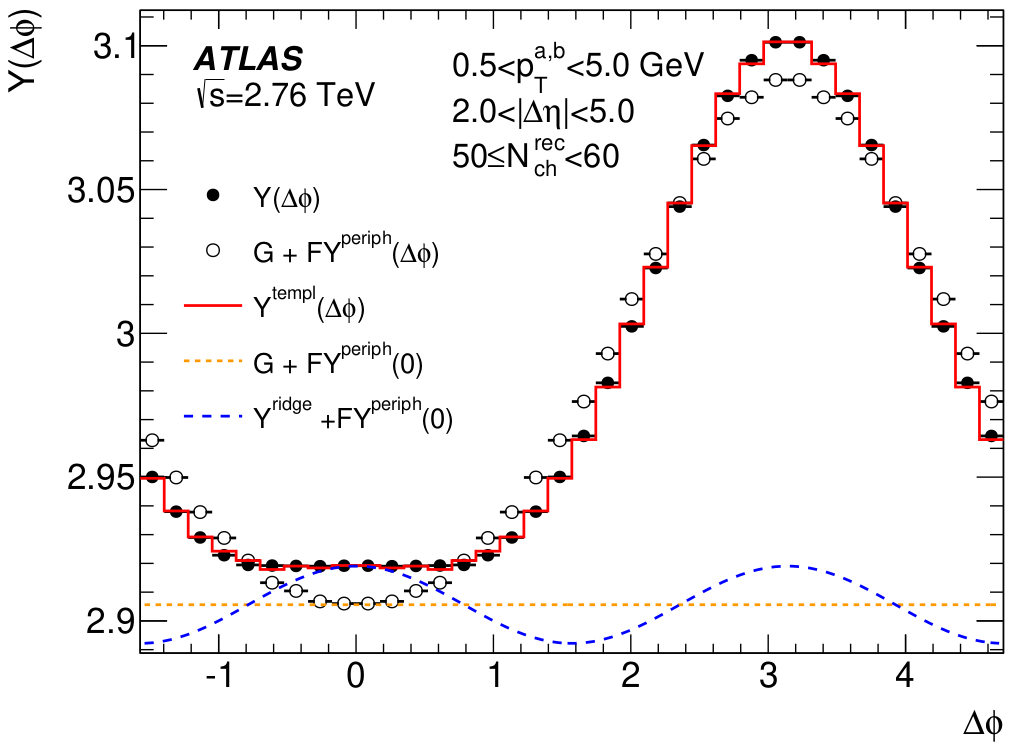 Y(Δϕ)
ATLAS
√s=2.76 TeV
0.5<p_T^{a,b}<5.0 GeV
2.0<|Δη|<5.0
50≤N_ch^rec<60
Y(Δϕ)
G + FY^periph(Δϕ)
Y^templ(Δϕ)
G + FY^periph(0)
Y^ridge +FY^periph(0)
3.1
3.05
3
2.95
2.9
-1 0 1 2 3 4
Δϕ